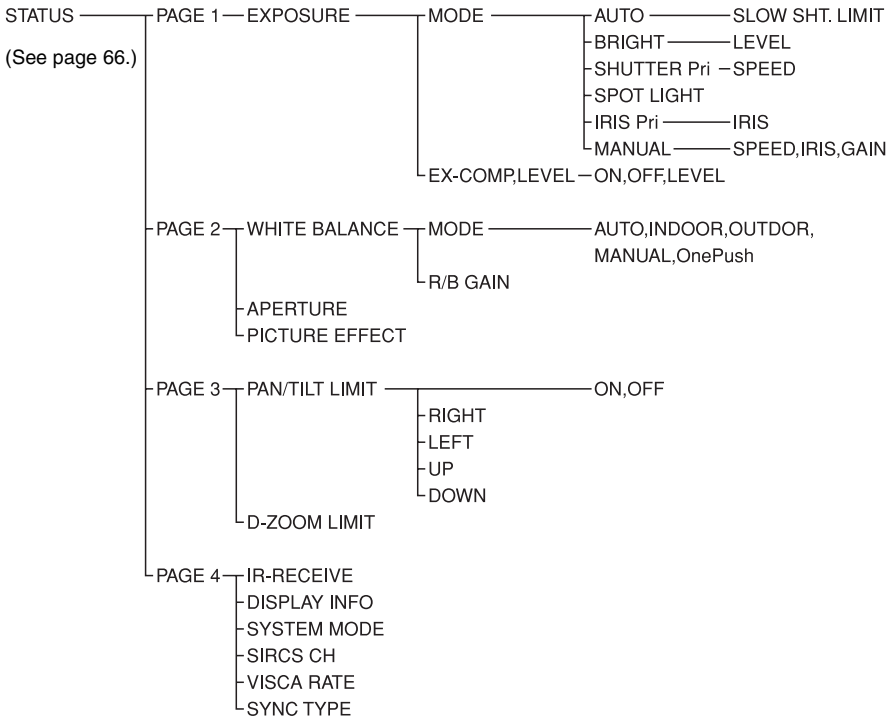 STATUS PAGE 1 EXPOSURE MODE AUTO SLOW SHT. LIMIT
(See page 66.) BRIGHT LEVEL
SHUTTER Pri SPEED
SPOT LIGHT
IRIS Pri IRIS
MANUAL SPEED,IRIS,GAIN
EX-COMP,LEVEL ON,OFF,LEVEL
PAGE 2 WHITE BALANCE MODE AUTO,INDOOR,OUTDOR,
MANUAL,OnePush
R/B GAIN
APERTURE
PICTURE EFFECT
PAGE 3 PAN/TILT LIMIT ON,OFF
RIGHT
LEFT
UP
DOWN
D-ZOOM LIMIT
PAGE 4 IR-RECEIVE
DISPLAY INFO
SYSTEM MODE
SIRCS CH
VISCA RATE
SYNC TYPE